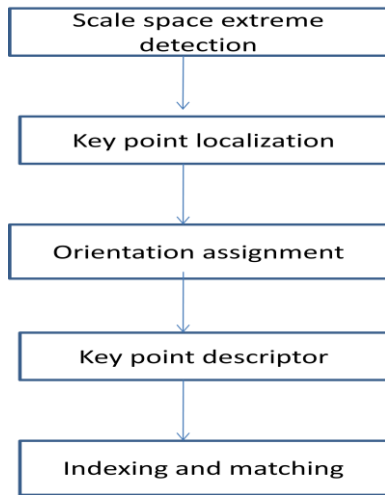 Scale space extreme
detection
Key point localization
Orientation assignment
Key point descriptor
Indexing and matching